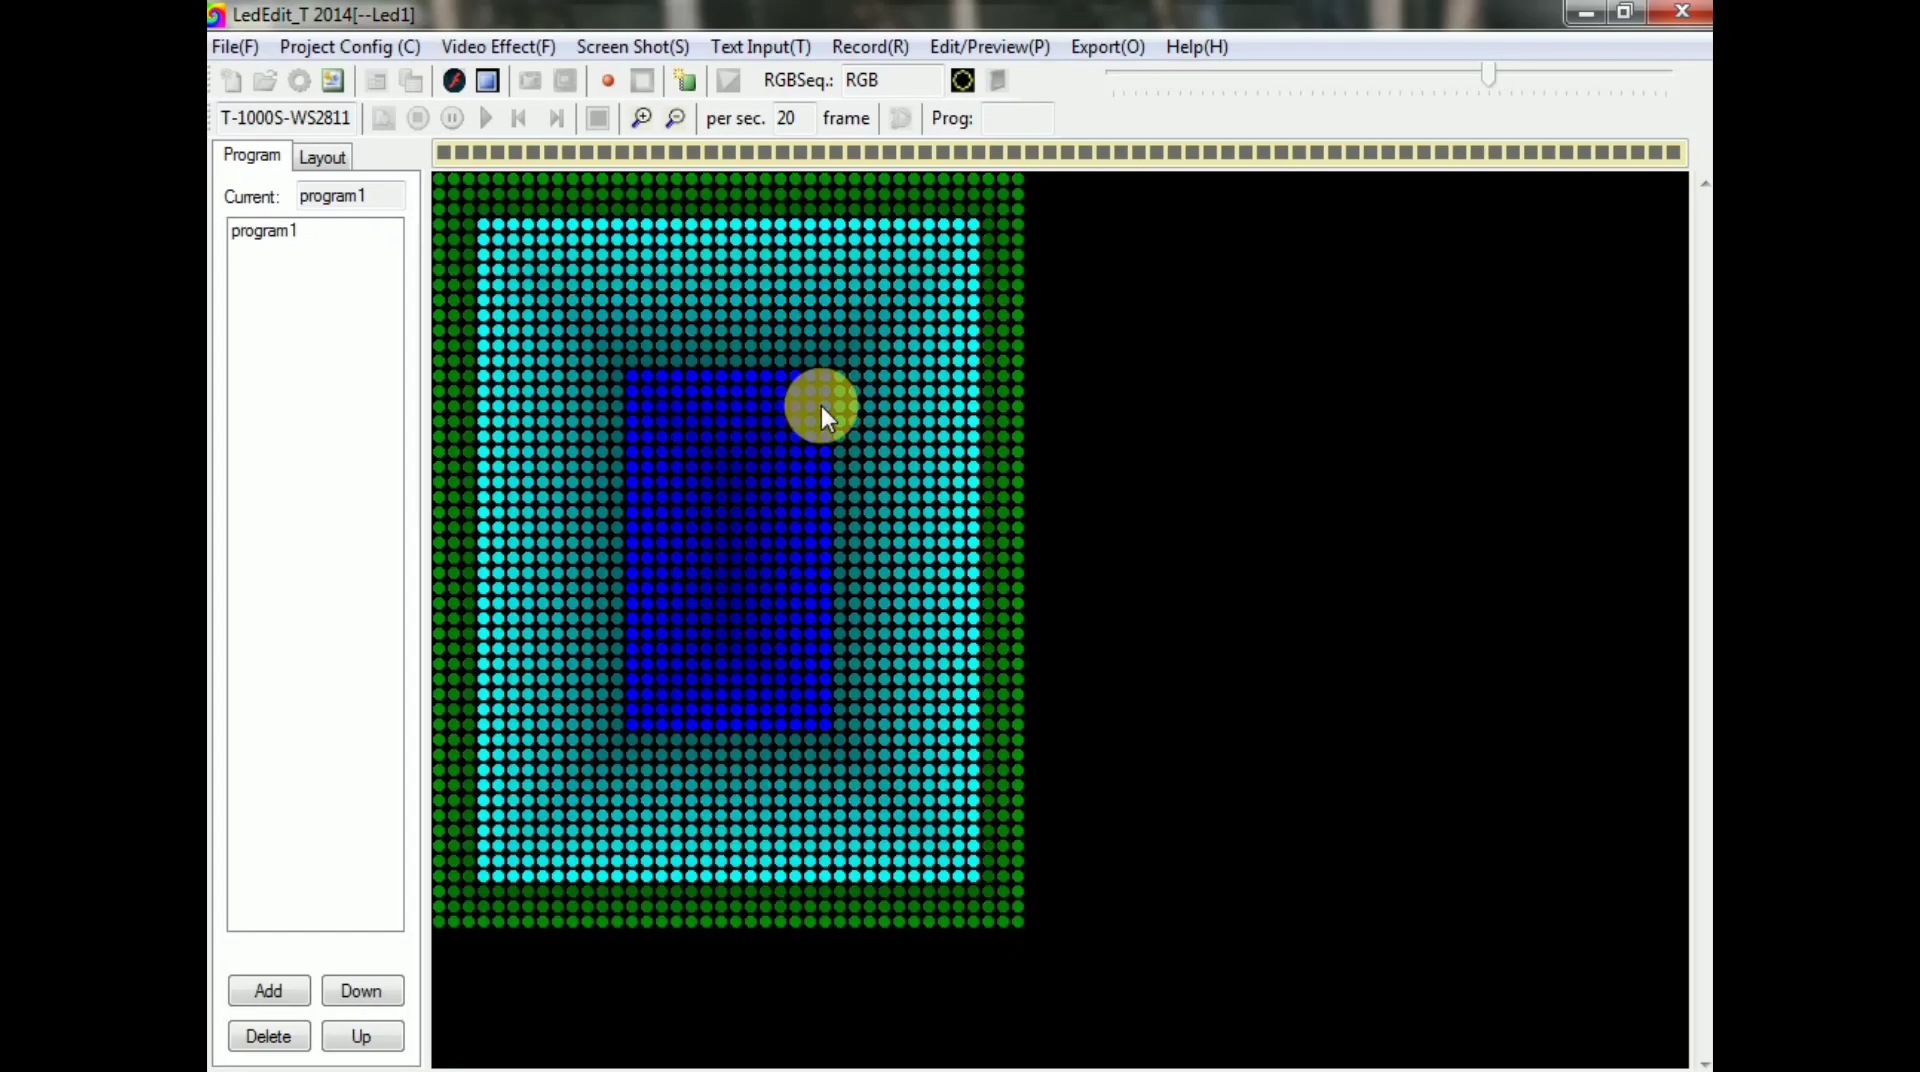 LedEdit_T 2014[--Led1]
File(F) Project Config (C) Video Effect(F) Screen Shot(S) Text Input(T) Record(R) Edit/Preview(P) Export(O) Help(H)
RGBSeq.: RGB
T-1000S-WS2811 per sec. 20 frame Prog:
Program Layout
Current: program1
program1
Add Down
Delete Up